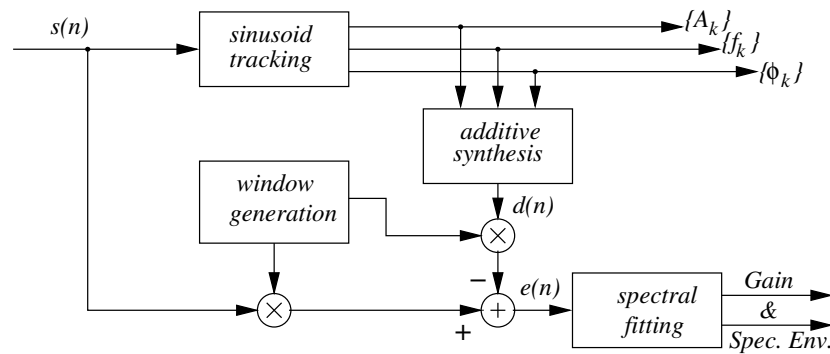 s(n)
sinusoid
tracking
{A_k}
{f_k}
{ϕ_k}
additive
synthesis
window
generation
d(n)
×
−
×
+
+
e(n)
spectral
fitting
Gain
&
Spec. Env.